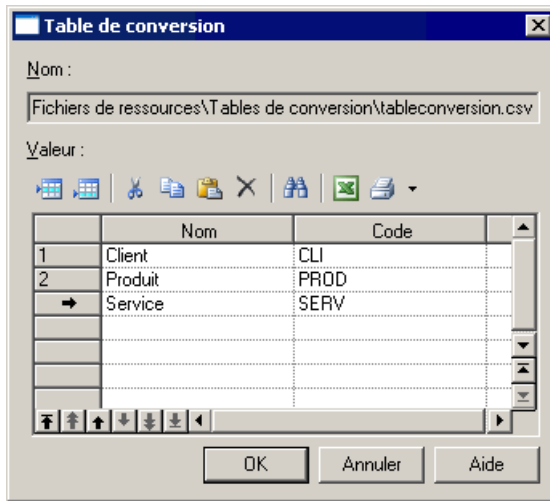 Table de conversion
Nom :
Fichiers de ressources\Tables de conversion\tableconversion.csv
Valeur :
Nom Code
1 Client CLI
2 Produit PROD
Service SERV
OK Annuler Aide